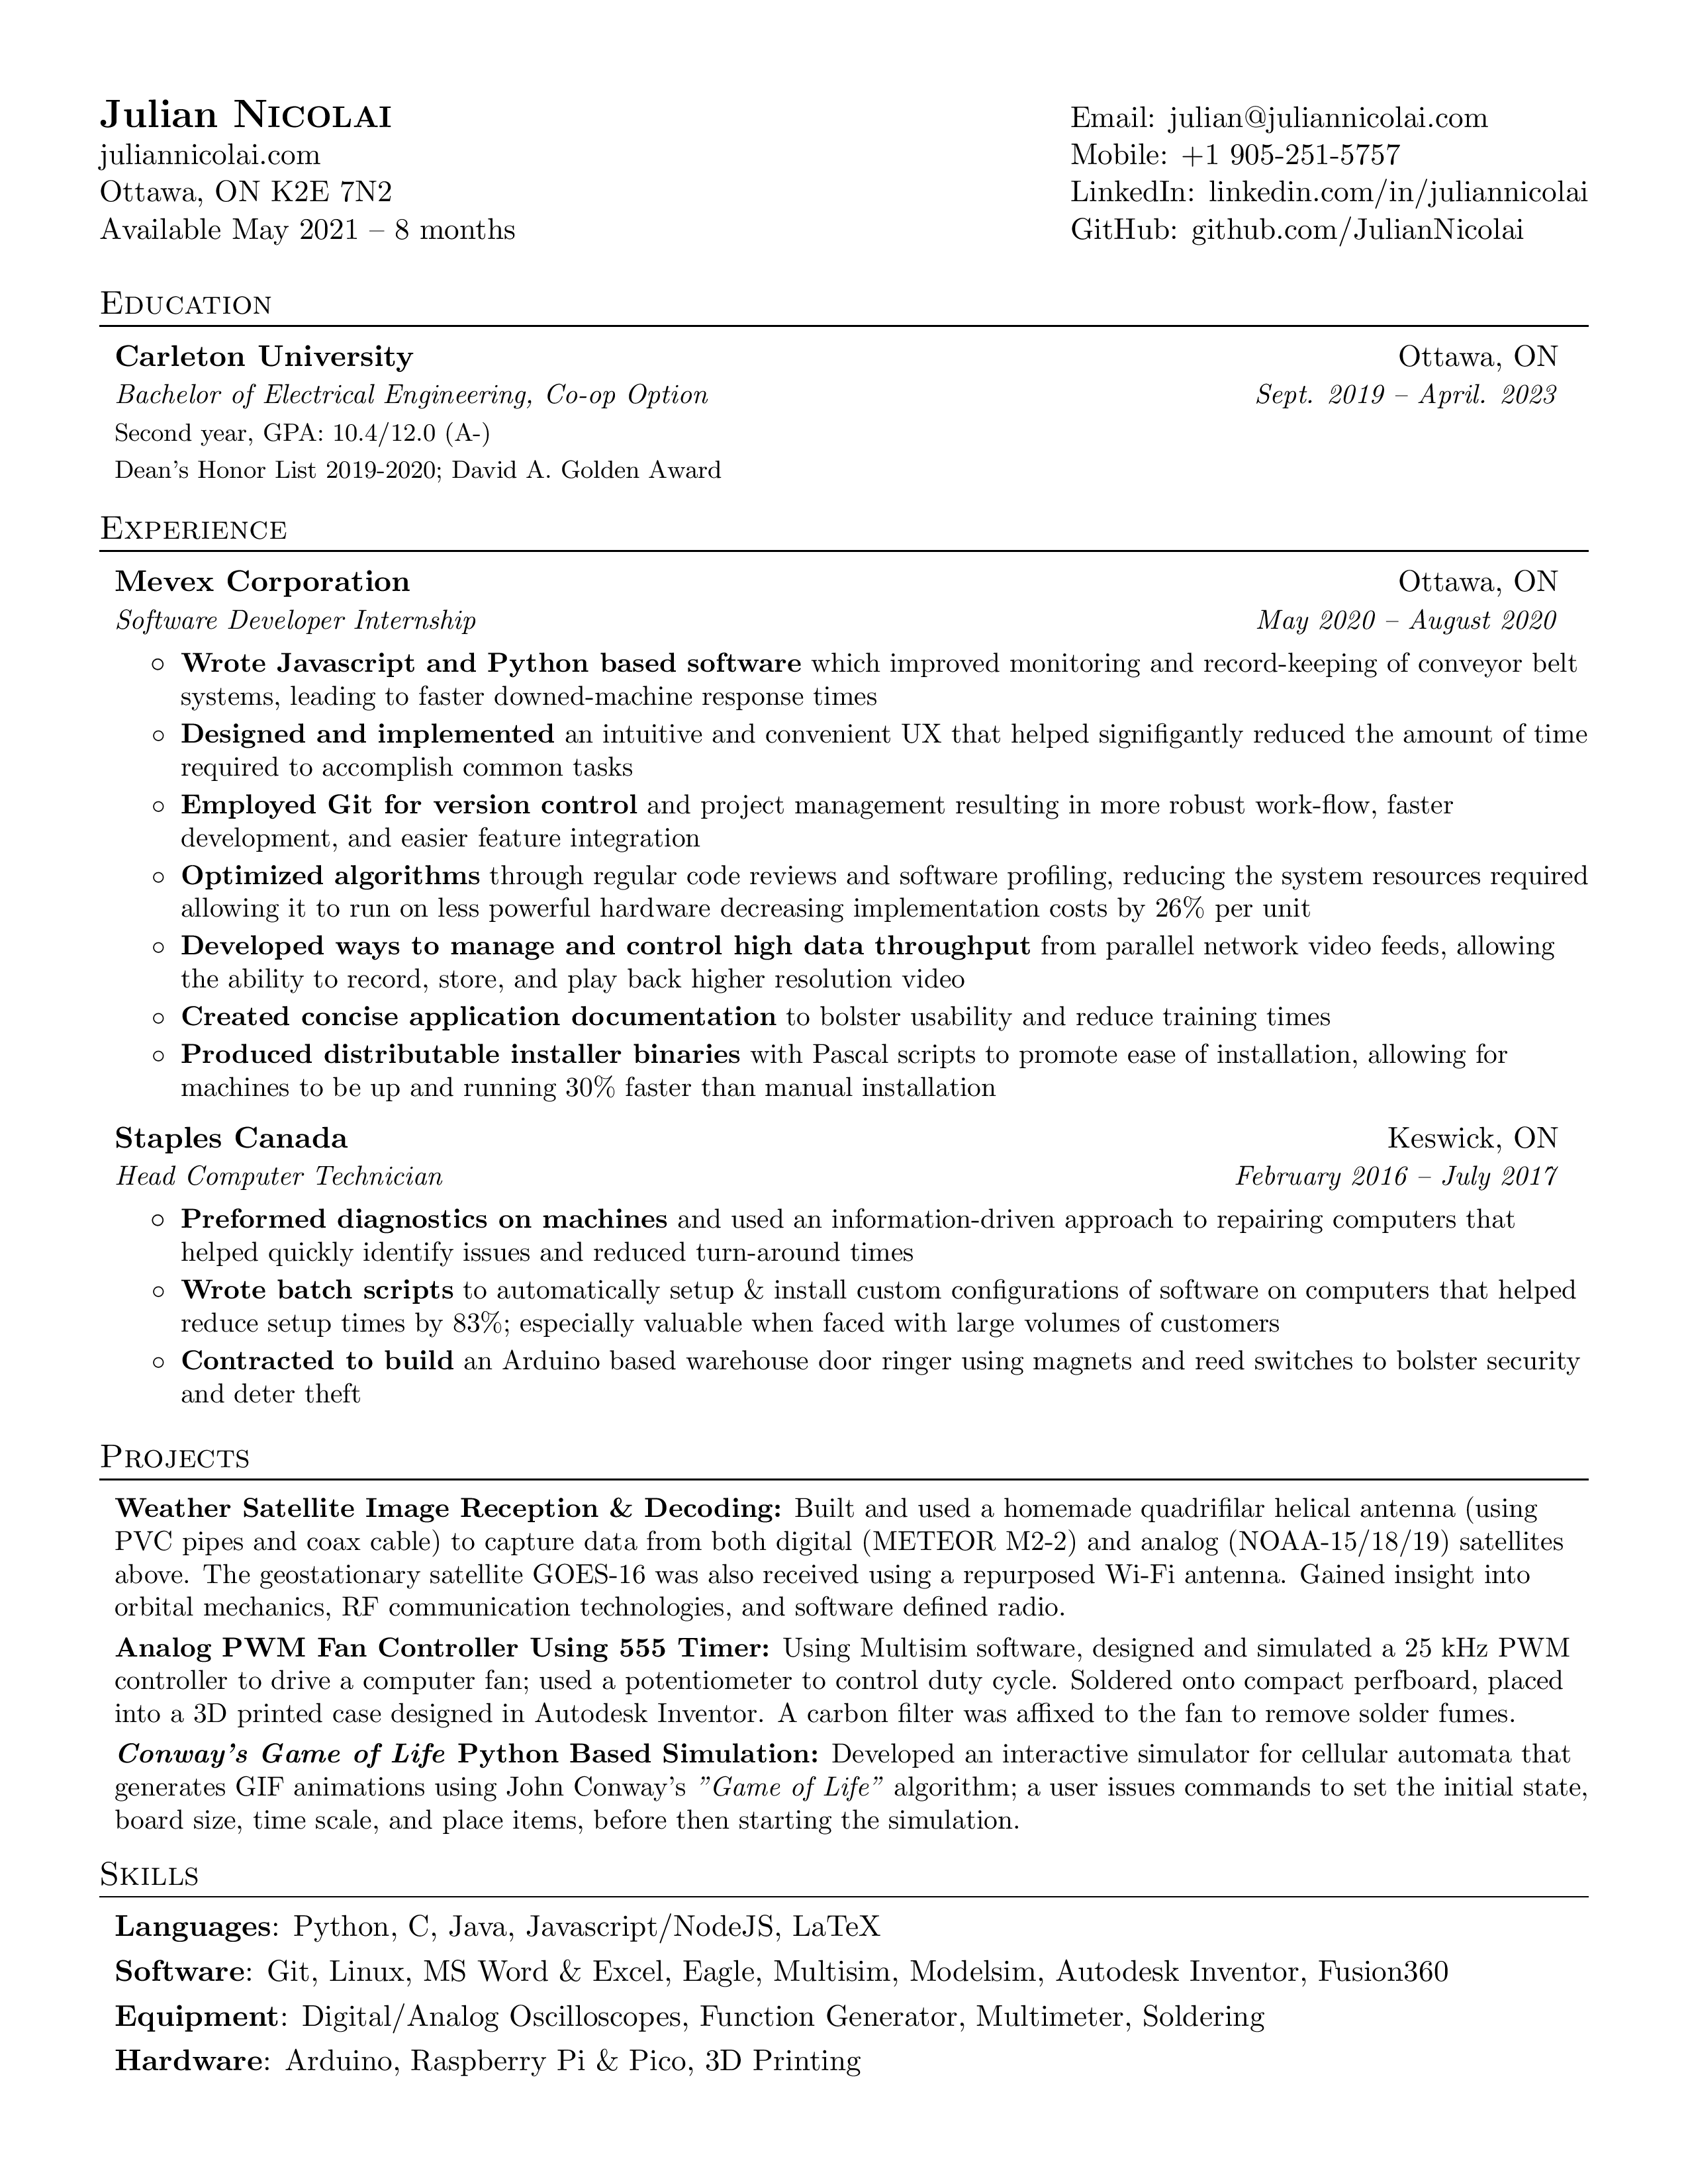 Julian Nicolai
juliannicolai.com
Ottawa, ON K2E 7N2
Available May 2021 – 8 months
Email: julian@juliannicolai.com
Mobile: +1 905-251-5757
LinkedIn: linkedin.com/in/juliannicolai
GitHub: github.com/JulianNicolai
Education
Carleton University Ottawa, ON
Bachelor of Electrical Engineering, Co-op Option Sept. 2019 – April. 2023
Second year, GPA: 10.4/12.0 (A-)
Dean's Honor List 2019-2020; David A. Golden Award
Experience
Mevex Corporation Ottawa, ON
Software Developer Internship May 2020 – August 2020
◦ Wrote Javascript and Python based software which improved monitoring and record-keeping of conveyor belt
systems, leading to faster downed-machine response times
◦ Designed and implemented an intuitive and convenient UX that helped signifigantly reduced the amount of time
required to accomplish common tasks
◦ Employed Git for version control and project management resulting in more robust work-flow, faster
development, and easier feature integration
◦ Optimized algorithms through regular code reviews and software profiling, reducing the system resources required
allowing it to run on less powerful hardware decreasing implementation costs by 26% per unit
◦ Developed ways to manage and control high data throughput from parallel network video feeds, allowing
the ability to record, store, and play back higher resolution video
◦ Created concise application documentation to bolster usability and reduce training times
◦ Produced distributable installer binaries with Pascal scripts to promote ease of installation, allowing for
machines to be up and running 30% faster than manual installation
Staples Canada Keswick, ON
Head Computer Technician February 2016 – July 2017
◦ Preformed diagnostics on machines and used an information-driven approach to repairing computers that
helped quickly identify issues and reduced turn-around times
◦ Wrote batch scripts to automatically setup & install custom configurations of software on computers that helped
reduce setup times by 83%; especially valuable when faced with large volumes of customers
◦ Contracted to build an Arduino based warehouse door ringer using magnets and reed switches to bolster security
and deter theft
Projects
Weather Satellite Image Reception & Decoding: Built and used a homemade quadrifilar helical antenna (using
PVC pipes and coax cable) to capture data from both digital (METEOR M2-2) and analog (NOAA-15/18/19) satellites
above. The geostationary satellite GOES-16 was also received using a repurposed Wi-Fi antenna. Gained insight into
orbital mechanics, RF communication technologies, and software defined radio.
Analog PWM Fan Controller Using 555 Timer: Using Multisim software, designed and simulated a 25 kHz PWM
controller to drive a computer fan; used a potentiometer to control duty cycle. Soldered onto compact perfboard, placed
into a 3D printed case designed in Autodesk Inventor. A carbon filter was affixed to the fan to remove solder fumes.
Conway's Game of Life Python Based Simulation: Developed an interactive simulator for cellular automata that
generates GIF animations using John Conway's ”Game of Life” algorithm; a user issues commands to set the initial state,
board size, time scale, and place items, before then starting the simulation.
Skills
Languages: Python, C, Java, Javascript/NodeJS, LaTeX
Software: Git, Linux, MS Word & Excel, Eagle, Multisim, Modelsim, Autodesk Inventor, Fusion360
Equipment: Digital/Analog Oscilloscopes, Function Generator, Multimeter, Soldering
Hardware: Arduino, Raspberry Pi & Pico, 3D Printing